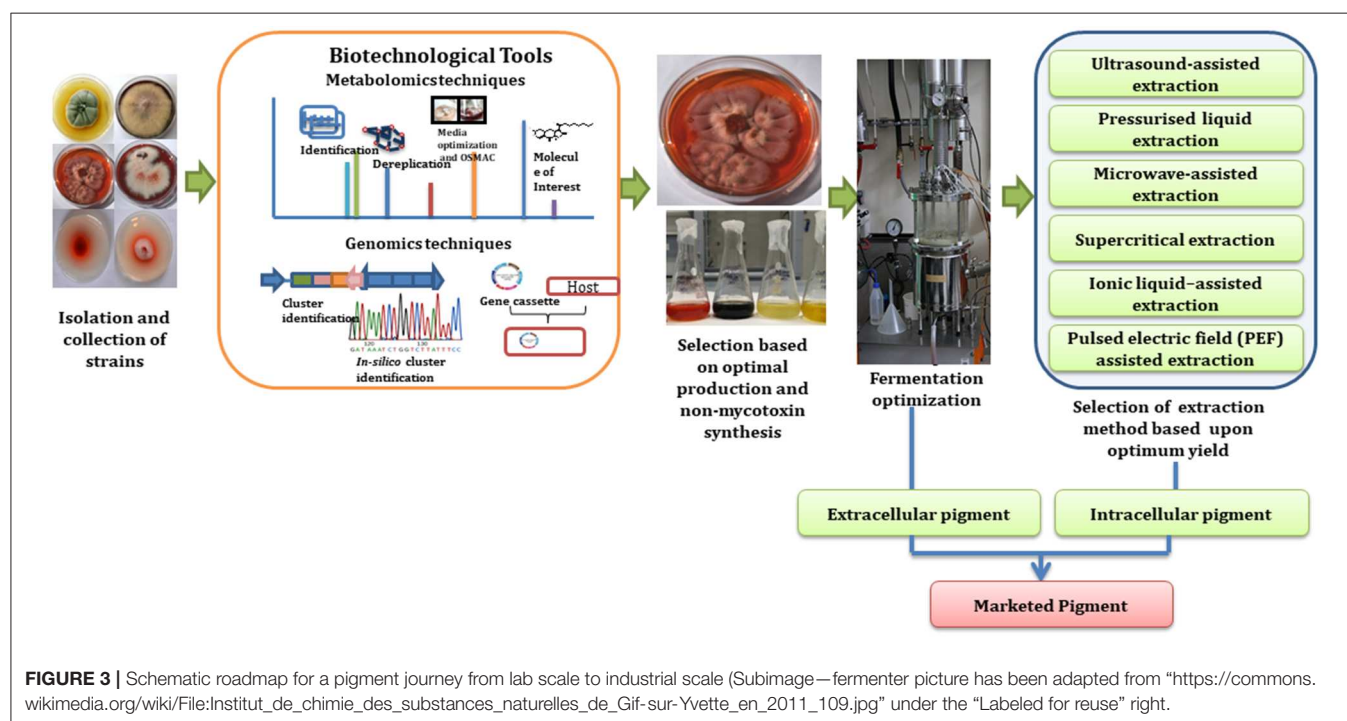 Biotechnological Tools
Metabolomics techniques
Identification
Dereplication
Media
optimization
and OSMAC
Molecul
e of
Interest
Genomics techniques
Cluster
identification
120 130
G A T A A A T C T G G T C T T A T T T C C
In-silico cluster
identification
Gene cassette
Host
Isolation and
collection of
strains
Selection based
on optimal
production and
non-mycotoxin
synthesis
Fermentation
optimization
Ultrasound-assisted
extraction
Pressurised liquid
extraction
Microwave-assisted
extraction
Supercritical extraction
Ionic liquid–assisted
extraction
Pulsed electric field (PEF)
assisted extraction
Selection of extraction
method based upon
optimum yield
Extracellular pigment
Intracellular pigment
Marketed Pigment
FIGURE 3 | Schematic roadmap for a pigment journey from lab scale to industrial scale (Subimage—fermenter picture has been adapted from “https://commons.
wikimedia.org/wiki/File:Institut_de_chimie_des_substances_naturelles_de_Gif-sur-Yvette_en_2011_109.jpg” under the “Labeled for reuse” right.